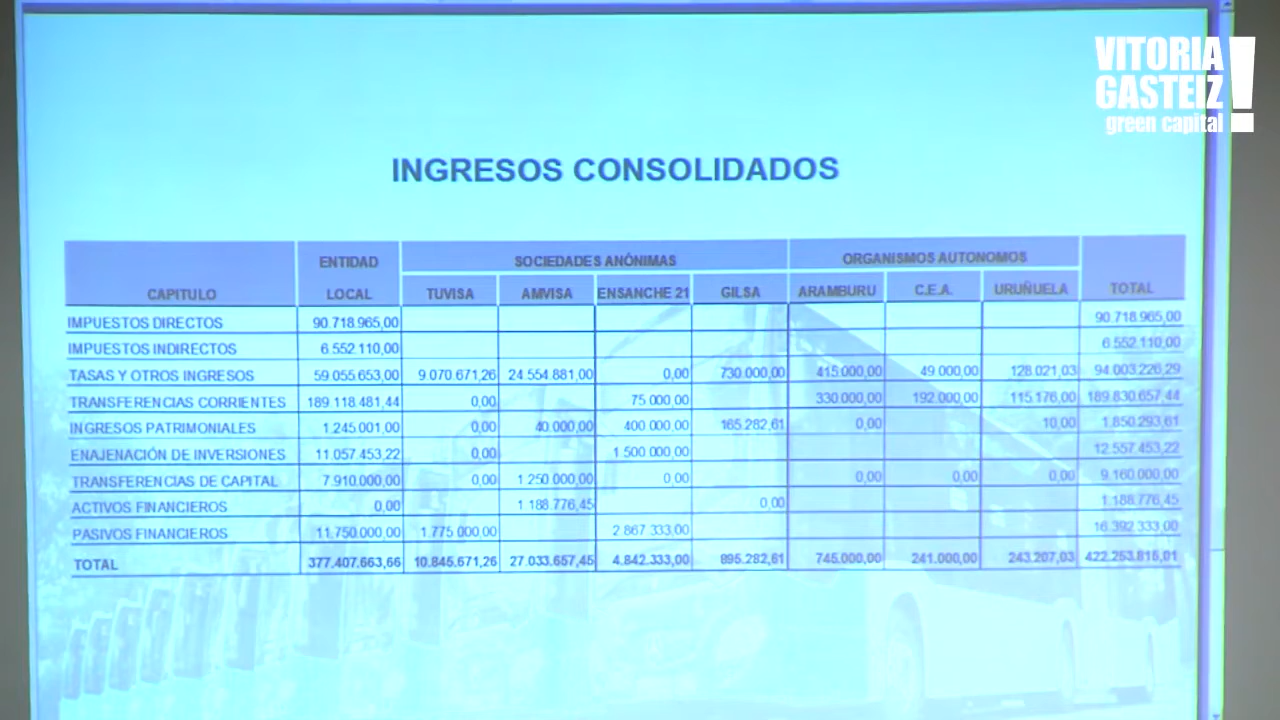 VITORIA
GASTEIZ !
green capital
INGRESOS CONSOLIDADOS
CAPITULO ENTIDAD LOCAL SOCIEDADES ANÓNIMAS ORGANISMOS AUTONOMOS TOTAL
TUVISA AMVISA ENSANCHE 21 GILSA ARAMBURU C.E.A. URUÑUELA
IMPUESTOS DIRECTOS 90.718.965,00 90.718.965,00
IMPUESTOS INDIRECTOS 6.552.110,00 6.552.110,00
TASAS Y OTROS INGRESOS 59.055.653,00 9.070.671,26 24.554.881,00 0,00 730.000,00 415.000,00 49.000,00 128.021,03 94.003.226,29
TRANSFERENCIAS CORRIENTES 189.118.481,44 0,00 75.000,00 330.000,00 192.000,00 115.176,00 189.830.657,44
INGRESOS PATRIMONIALES 1.245.001,00 0,00 40.000,00 400.000,00 165.282,61 0,00 10,00 1.850.293,61
ENAJENACIÓN DE INVERSIONES 11.057.453,22 0,00 1.500.000,00 12.557.453,22
TRANSFERENCIAS DE CAPITAL 7.910.000,00 0,00 1.250.000,00 0,00 0,00 0,00 0,00 9.160.000,00
ACTIVOS FINANCIEROS 0,00 1.188.776,45 0,00 1.188.776,45
PASIVOS FINANCIEROS 11.750.000,00 1.775.000,00 2.867.333,00 16.392.333,00
TOTAL 377.407.663,66 10.845.671,26 27.033.657,45 4.842.333,00 895.282,61 745.000,00 241.000,00 243.207,03 422.253.815,01